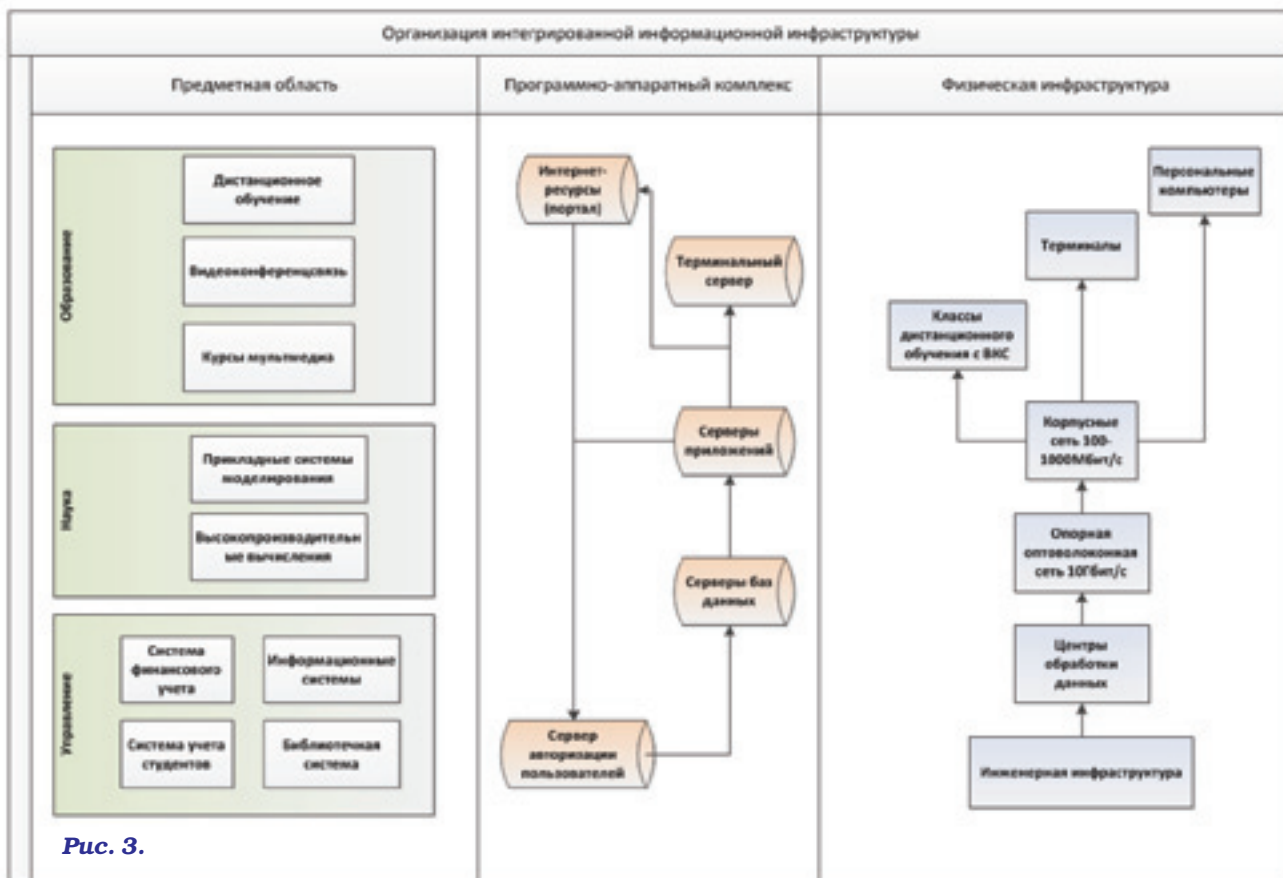 Организация интегрированной информационной инфраструктуры
Предметная область
Программно-аппаратный комплекс
Физическая инфраструктура
Образование
Дистанционное
обучение
Видеоконференцсвязь
Курсы мультмедиа
Наука
Прикладные системы
моделирования
Высокопроизводительн
ые вычисления
Управление
Система
финансового
учета
Информационные
системы
Система учета
студентов
Библиотечная
система
Интернет-
ресурсы
(портал)
Терминальный
сервер
Серверы
приложений
Серверы баз
данных
Сервер
авторизации
пользователей
Персональные
компьютеры
Терминалы
Классы
дистанционного
обучения с ВКС
Корпусные
сеть 100-
1000Мбит/с
Опорная
оптоволоконная
сеть 10Гбит/с
Центры
обработки
данных
Инженерная инфраструктура
Рис. 3.